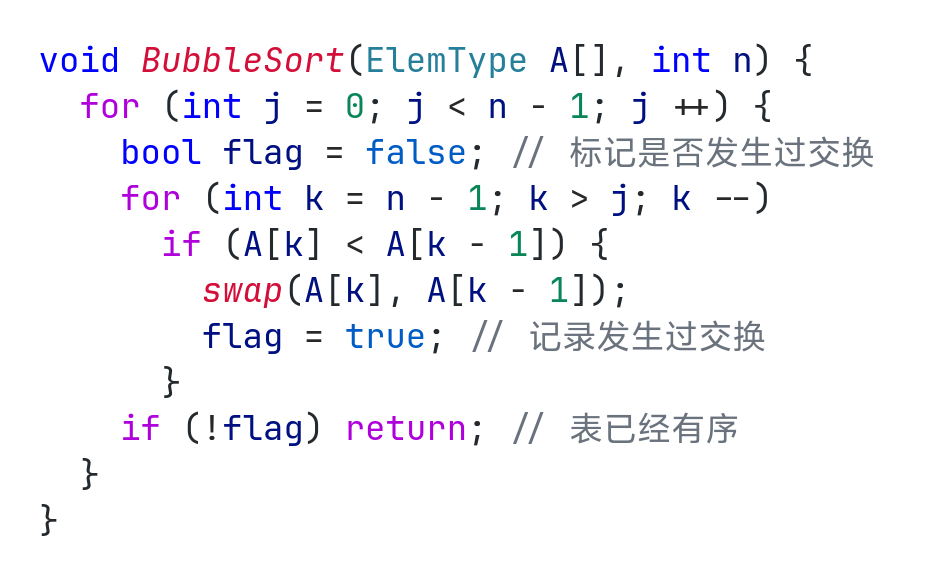 void BubbleSort(ElemType A[], int n) {
  for (int j = 0; j < n - 1; j ++) {
    bool flag = false; // 标记是否发生过交换
    for (int k = n - 1; k > j; k --)
      if (A[k] < A[k - 1]) {
        swap(A[k], A[k - 1]);
        flag = true; // 记录发生过交换
      }
    if (!flag) return; // 表已经有序
  }
}